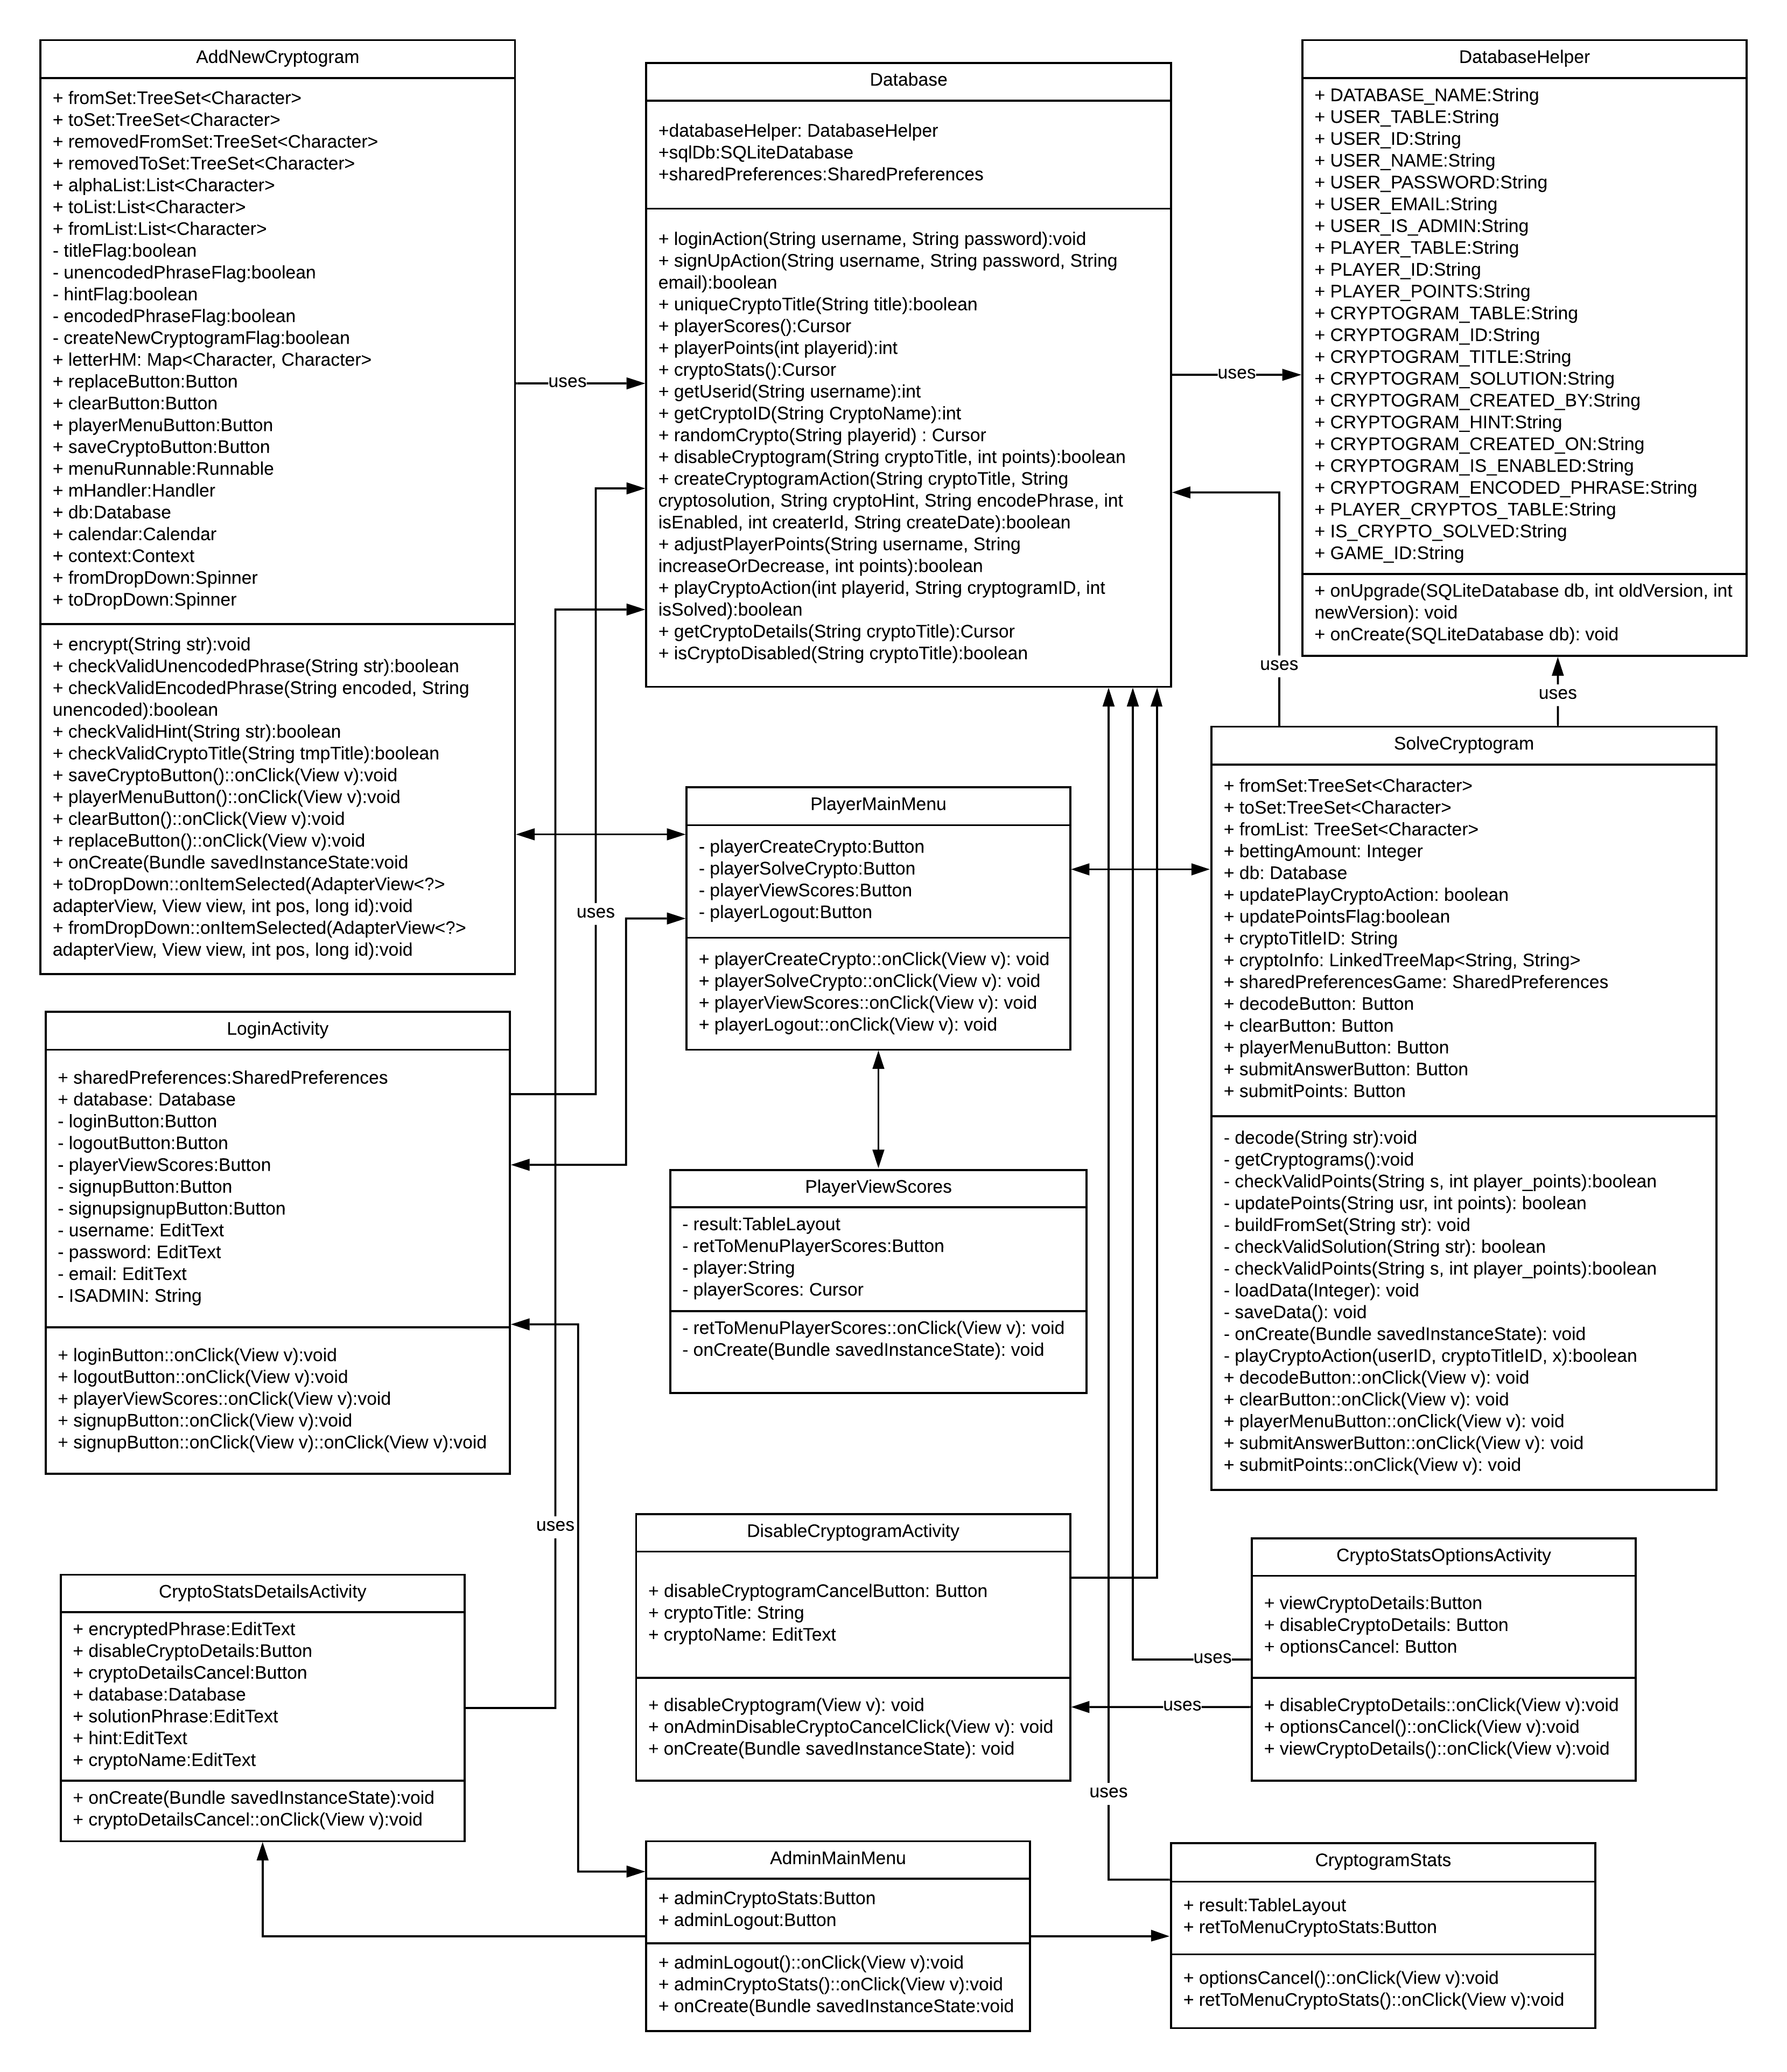 AddNewCryptogram
+ fromSet:TreeSet<Character>
+ toSet:TreeSet<Character>
+ removedFromSet:TreeSet<Character>
+ removedToSet:TreeSet<Character>
+ alphaList:List<Character>
+ toList:List<Character>
+ fromList:List<Character>
- titleFlag:boolean
- unencodedPhraseFlag:boolean
- hintFlag:boolean
- encodedPhraseFlag:boolean
- createNewCryptogramFlag:boolean
+ letterHM: Map<Character, Character>
+ replaceButton:Button
+ clearButton:Button
+ playerMenuButton:Button
+ saveCryptoButton:Button
+ menuRunnable:Runnable
+ mHandler:Handler
+ db:Database
+ calendar:Calendar
+ context:Context
+ fromDropDown:Spinner
+ toDropDown:Spinner
+ encrypt(String str):void
+ checkValidUnencodedPhrase(String str):boolean
+ checkValidEncodedPhrase(String encoded, String
unencoded):boolean
+ checkValidHint(String str):boolean
+ checkValidCryptoTitle(String tmpTitle):boolean
+ saveCryptoButton()::onClick(View v):void
+ playerMenuButton()::onClick(View v):void
+ clearButton()::onClick(View v):void
+ replaceButton()::onClick(View v):void
+ onCreate(Bundle savedInstanceState:void
+ toDropDown::onItemSelected(AdapterView<?>
adapterView, View view, int pos, long id):void
+ fromDropDown::onItemSelected(AdapterView<?>
adapterView, View view, int pos, long id):void
uses
Database
+databaseHelper: DatabaseHelper
+sqlDb:SQLiteDatabase
+sharedPreferences:SharedPreferences
+ loginAction(String username, String password):void
+ signUpAction(String username, String password, String
email):boolean
+ uniqueCryptoTitle(String title):boolean
+ playerScores():Cursor
+ playerPoints(int playerid):int
+ cryptoStats():Cursor
+ getUserid(String username):int
+ getCryptoID(String CryptoName):int
+ randomCrypto(String playerid) : Cursor
+ disableCryptogram(String cryptoTitle, int points):boolean
+ createCryptogramAction(String cryptoTitle, String
cryptosolution, String cryptoHint, String encodePhrase, int
isEnabled, int createrId, String createDate):boolean
+ adjustPlayerPoints(String username, String
increaseOrDecrease, int points):boolean
+ playCryptoAction(int playerid, String cryptogramID, int
isSolved):boolean
+ getCryptoDetails(String cryptoTitle):Cursor
+ isCryptoDisabled(String cryptoTitle):boolean
uses
DatabaseHelper
+ DATABASE_NAME:String
+ USER_TABLE:String
+ USER_ID:String
+ USER_NAME:String
+ USER_PASSWORD:String
+ USER_EMAIL:String
+ USER_IS_ADMIN:String
+ PLAYER_TABLE:String
+ PLAYER_ID:String
+ PLAYER_POINTS:String
+ CRYPTOGRAM_TABLE:String
+ CRYPTOGRAM_ID:String
+ CRYPTOGRAM_TITLE:String
+ CRYPTOGRAM_SOLUTION:String
+ CRYPTOGRAM_CREATED_BY:String
+ CRYPTOGRAM_HINT:String
+ CRYPTOGRAM_CREATED_ON:String
+ CRYPTOGRAM_IS_ENABLED:String
+ CRYPTOGRAM_ENCODED_PHRASE:String
+ PLAYER_CRYPTOS_TABLE:String
+ IS_CRYPTO_SOLVED:String
+ GAME_ID:String
+ onUpgrade(SQLiteDatabase db, int oldVersion, int
newVersion): void
+ onCreate(SQLiteDatabase db): void
uses
uses
SolveCryptogram
+ fromSet:TreeSet<Character>
+ toSet:TreeSet<Character>
+ fromList: TreeSet<Character>
+ bettingAmount: Integer
+ db: Database
+ updatePlayCryptoAction: boolean
+ updatePointsFlag:boolean
+ cryptoTitleID: String
+ cryptoInfo: LinkedTreeMap<String, String>
+ sharedPreferencesGame: SharedPreferences
+ decodeButton: Button
+ clearButton: Button
+ playerMenuButton: Button
+ submitAnswerButton: Button
+ submitPoints: Button
- decode(String str):void
- getCryptograms():void
- checkValidPoints(String s, int player_points):boolean
- updatePoints(String usr, int points): boolean
- buildFromSet(String str): void
- checkValidSolution(String str): boolean
- checkValidPoints(String s, int player_points):boolean
- loadData(Integer): void
- saveData(): void
- onCreate(Bundle savedInstanceState): void
- playCryptoAction(userID, cryptoTitleID, x):boolean
+ decodeButton::onClick(View v): void
+ clearButton::onClick(View v): void
+ playerMenuButton::onClick(View v): void
+ submitAnswerButton::onClick(View v): void
+ submitPoints::onClick(View v): void
PlayerMainMenu
- playerCreateCrypto:Button
- playerSolveCrypto:Button
- playerViewScores:Button
- playerLogout:Button
+ playerCreateCrypto::onClick(View v): void
+ playerSolveCrypto::onClick(View v): void
+ playerViewScores::onClick(View v): void
+ playerLogout::onClick(View v): void
uses
LoginActivity
+ sharedPreferences:SharedPreferences
+ database: Database
- loginButton:Button
- logoutButton:Button
- playerViewScores:Button
- signupButton:Button
- signupsignupButton:Button
- username: EditText
- password: EditText
- email: EditText
- ISADMIN: String
+ loginButton::onClick(View v):void
+ logoutButton::onClick(View v):void
+ playerViewScores::onClick(View v):void
+ signupButton::onClick(View v):void
+ signupButton::onClick(View v)::onClick(View v):void
PlayerViewScores
- result:TableLayout
- retToMenuPlayerScores:Button
- player:String
- playerScores: Cursor
- retToMenuPlayerScores::onClick(View v): void
- onCreate(Bundle savedInstanceState): void
uses
DisableCryptogramActivity
+ disableCryptogramCancelButton: Button
+ cryptoTitle: String
+ cryptoName: EditText
+ disableCryptogram(View v): void
+ onAdminDisableCryptoCancelClick(View v): void
+ onCreate(Bundle savedInstanceState): void
uses
uses
CryptoStatsOptionsActivity
+ viewCryptoDetails:Button
+ disableCryptoDetails: Button
+ optionsCancel: Button
+ disableCryptoDetails::onClick(View v):void
+ optionsCancel()::onClick(View v):void
+ viewCryptoDetails()::onClick(View v):void
CryptoStatsDetailsActivity
+ encryptedPhrase:EditText
+ disableCryptoDetails:Button
+ cryptoDetailsCancel:Button
+ database:Database
+ solutionPhrase:EditText
+ hint:EditText
+ cryptoName:EditText
+ onCreate(Bundle savedInstanceState):void
+ cryptoDetailsCancel::onClick(View v):void
uses
AdminMainMenu
+ adminCryptoStats:Button
+ adminLogout:Button
+ adminLogout()::onClick(View v):void
+ adminCryptoStats()::onClick(View v):void
+ onCreate(Bundle savedInstanceState:void
CryptogramStats
+ result:TableLayout
+ retToMenuCryptoStats:Button
+ optionsCancel()::onClick(View v):void
+ retToMenuCryptoStats()::onClick(View v):void